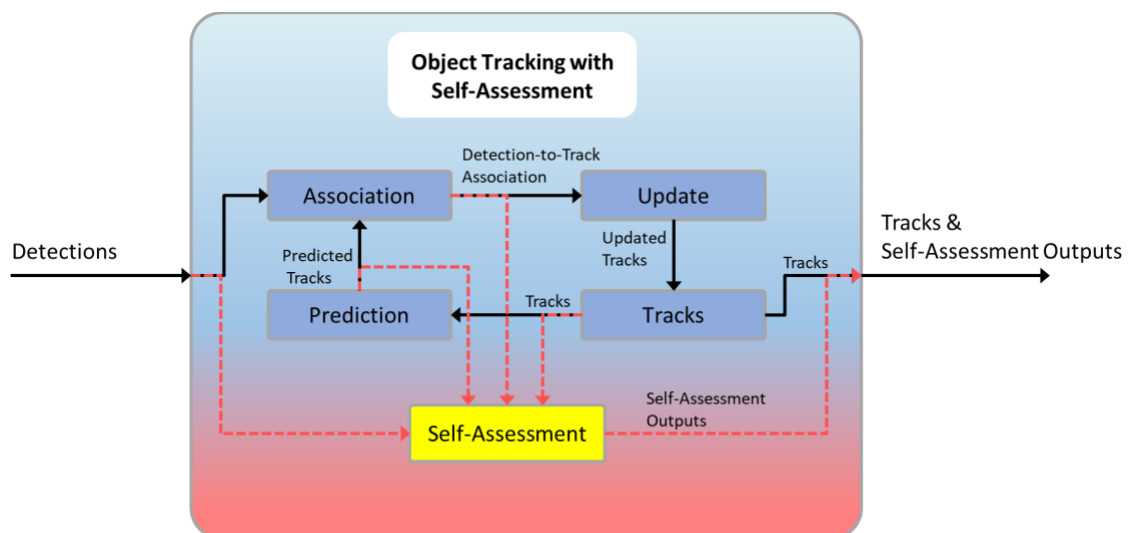 Object Tracking with
Self-Assessment
Detection-to-Track
Association
Association
Update
Detections
Predicted
Tracks
Updated
Tracks
Tracks
Tracks &
Self-Assessment Outputs
Prediction
Tracks
Tracks
Self-Assessment
Self-Assessment
Outputs